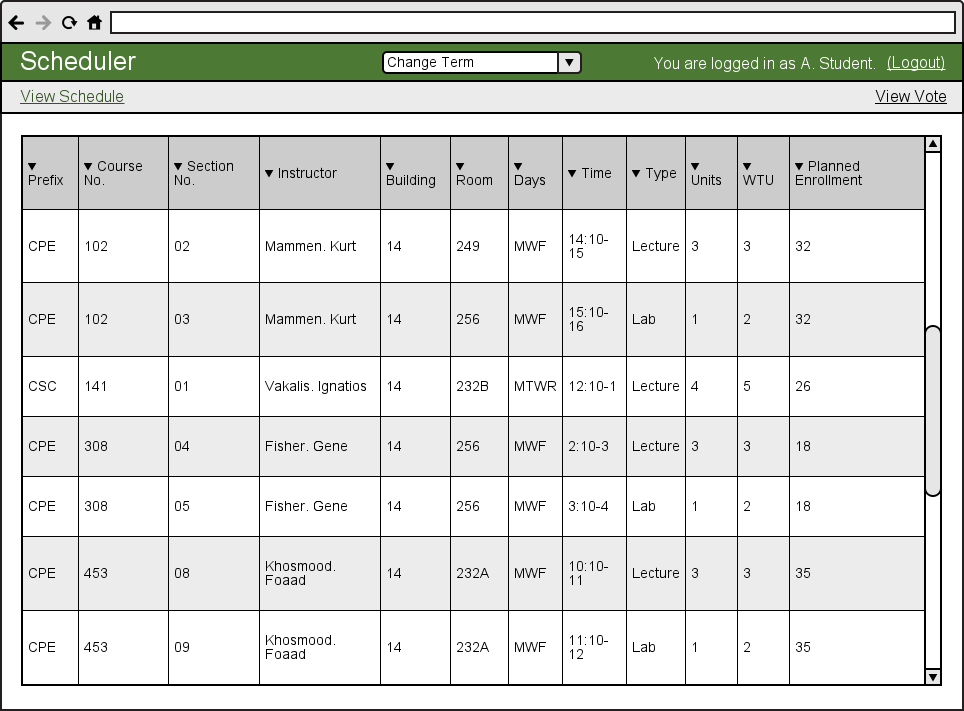 Scheduler
Change Term ▼
You are logged in as A. Student. (Logout)
View Schedule
View Vote
▼ Prefix ▼ Course No. ▼ Section No. ▼ Instructor ▼ Building ▼ Room ▼ Days ▼ Time ▼ Type ▼ Units ▼ WTU ▼ Planned Enrollment
CPE 102 02 Mammen. Kurt 14 249 MWF 14:10-15 Lecture 3 3 32
CPE 102 03 Mammen. Kurt 14 256 MWF 15:10-16 Lab 1 2 32
CSC 141 01 Vakalis. Ignatios 14 232B MTWR 12:10-1 Lecture 4 5 26
CPE 308 04 Fisher. Gene 14 256 MWF 2:10-3 Lecture 3 3 18
CPE 308 05 Fisher. Gene 14 256 MWF 3:10-4 Lab 1 2 18
CPE 453 08 Khosmood. Foaad 14 232A MWF 10:10-11 Lecture 3 3 35
CPE 453 09 Khosmood. Foaad 14 232A MWF 11:10-12 Lab 1 2 35